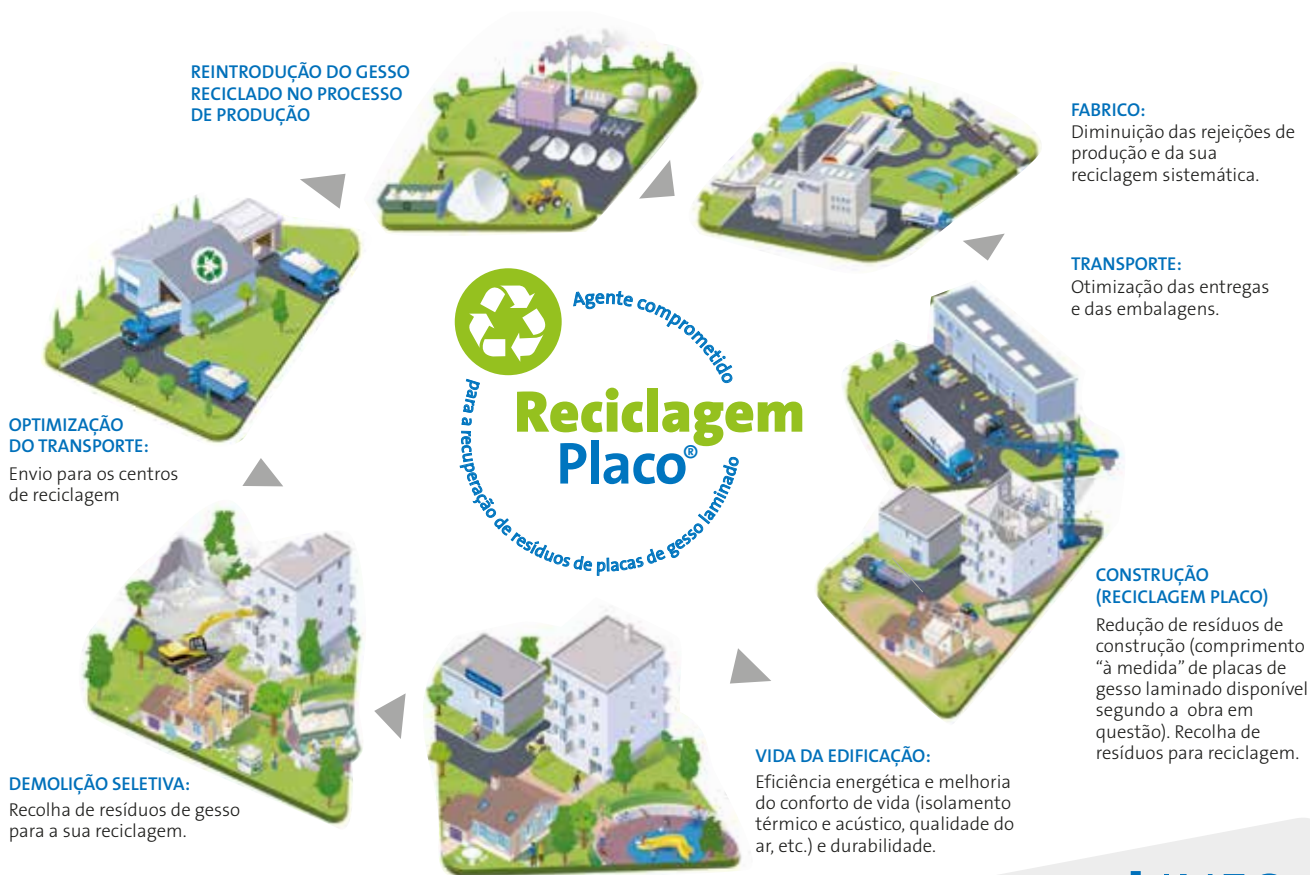 REINTRODUÇÃO DO GESSO
RECICLADO NO PROCESSO
DE PRODUÇÃO
FABRICO:
Diminuição das rejeições de
produção e da sua
reciclagem sistemática.
TRANSPORTE:
Otimização das entregas
e das embalagens.
Agente comprometido
para a recuperação de resíduos de placas de gesso laminado
Reciclagem
Placo®
OPTIMIZAÇÃO
DO TRANSPORTE:
Envio para os centros
de reciclagem
CONSTRUÇÃO
(RECICLAGEM PLACO)
Redução de resíduos de
construção (comprimento
“à medida” de placas de
gesso laminado disponível
segundo a obra em
questão). Recolha de
resíduos para reciclagem.
VIDA DA EDIFICAÇÃO:
Eficiência energética e melhoria
do conforto de vida (isolamento
térmico e acústico, qualidade do
ar, etc.) e durabilidade.
DEMOLIÇÃO SELETIVA:
Recolha de resíduos de gesso
para a sua reciclagem.